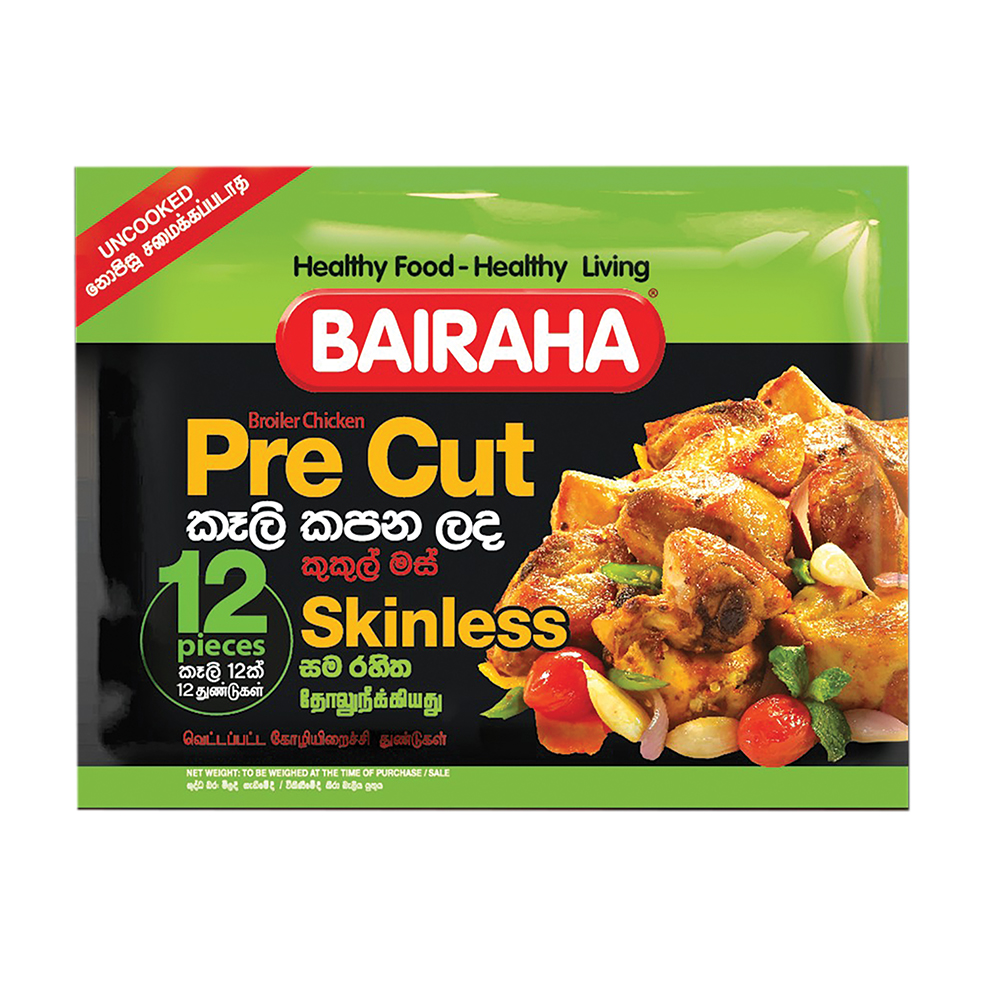 UNCOOKED
නොපිසූ சமைக்கப்படாத
Healthy Food - Healthy Living
BAIRAHA
®
Broiler Chicken
Pre Cut
කෑලි කපන ලද
කුකුල් මස්
12
pieces
කෑලි 12ක්
12 துண்டுகள்
Skinless
සම රහිත
தோலுநீக்கியது
வெட்டப்பட்ட கோழியிறைச்சி துண்டுகள்
NET WEIGHT: TO BE WEIGHED AT THE TIME OF PURCHASE / SALE
ශුද්ධ බර: මිලදී ගැනීමේදී / විකිණීමේදී කිරා බැලිය යුතුය